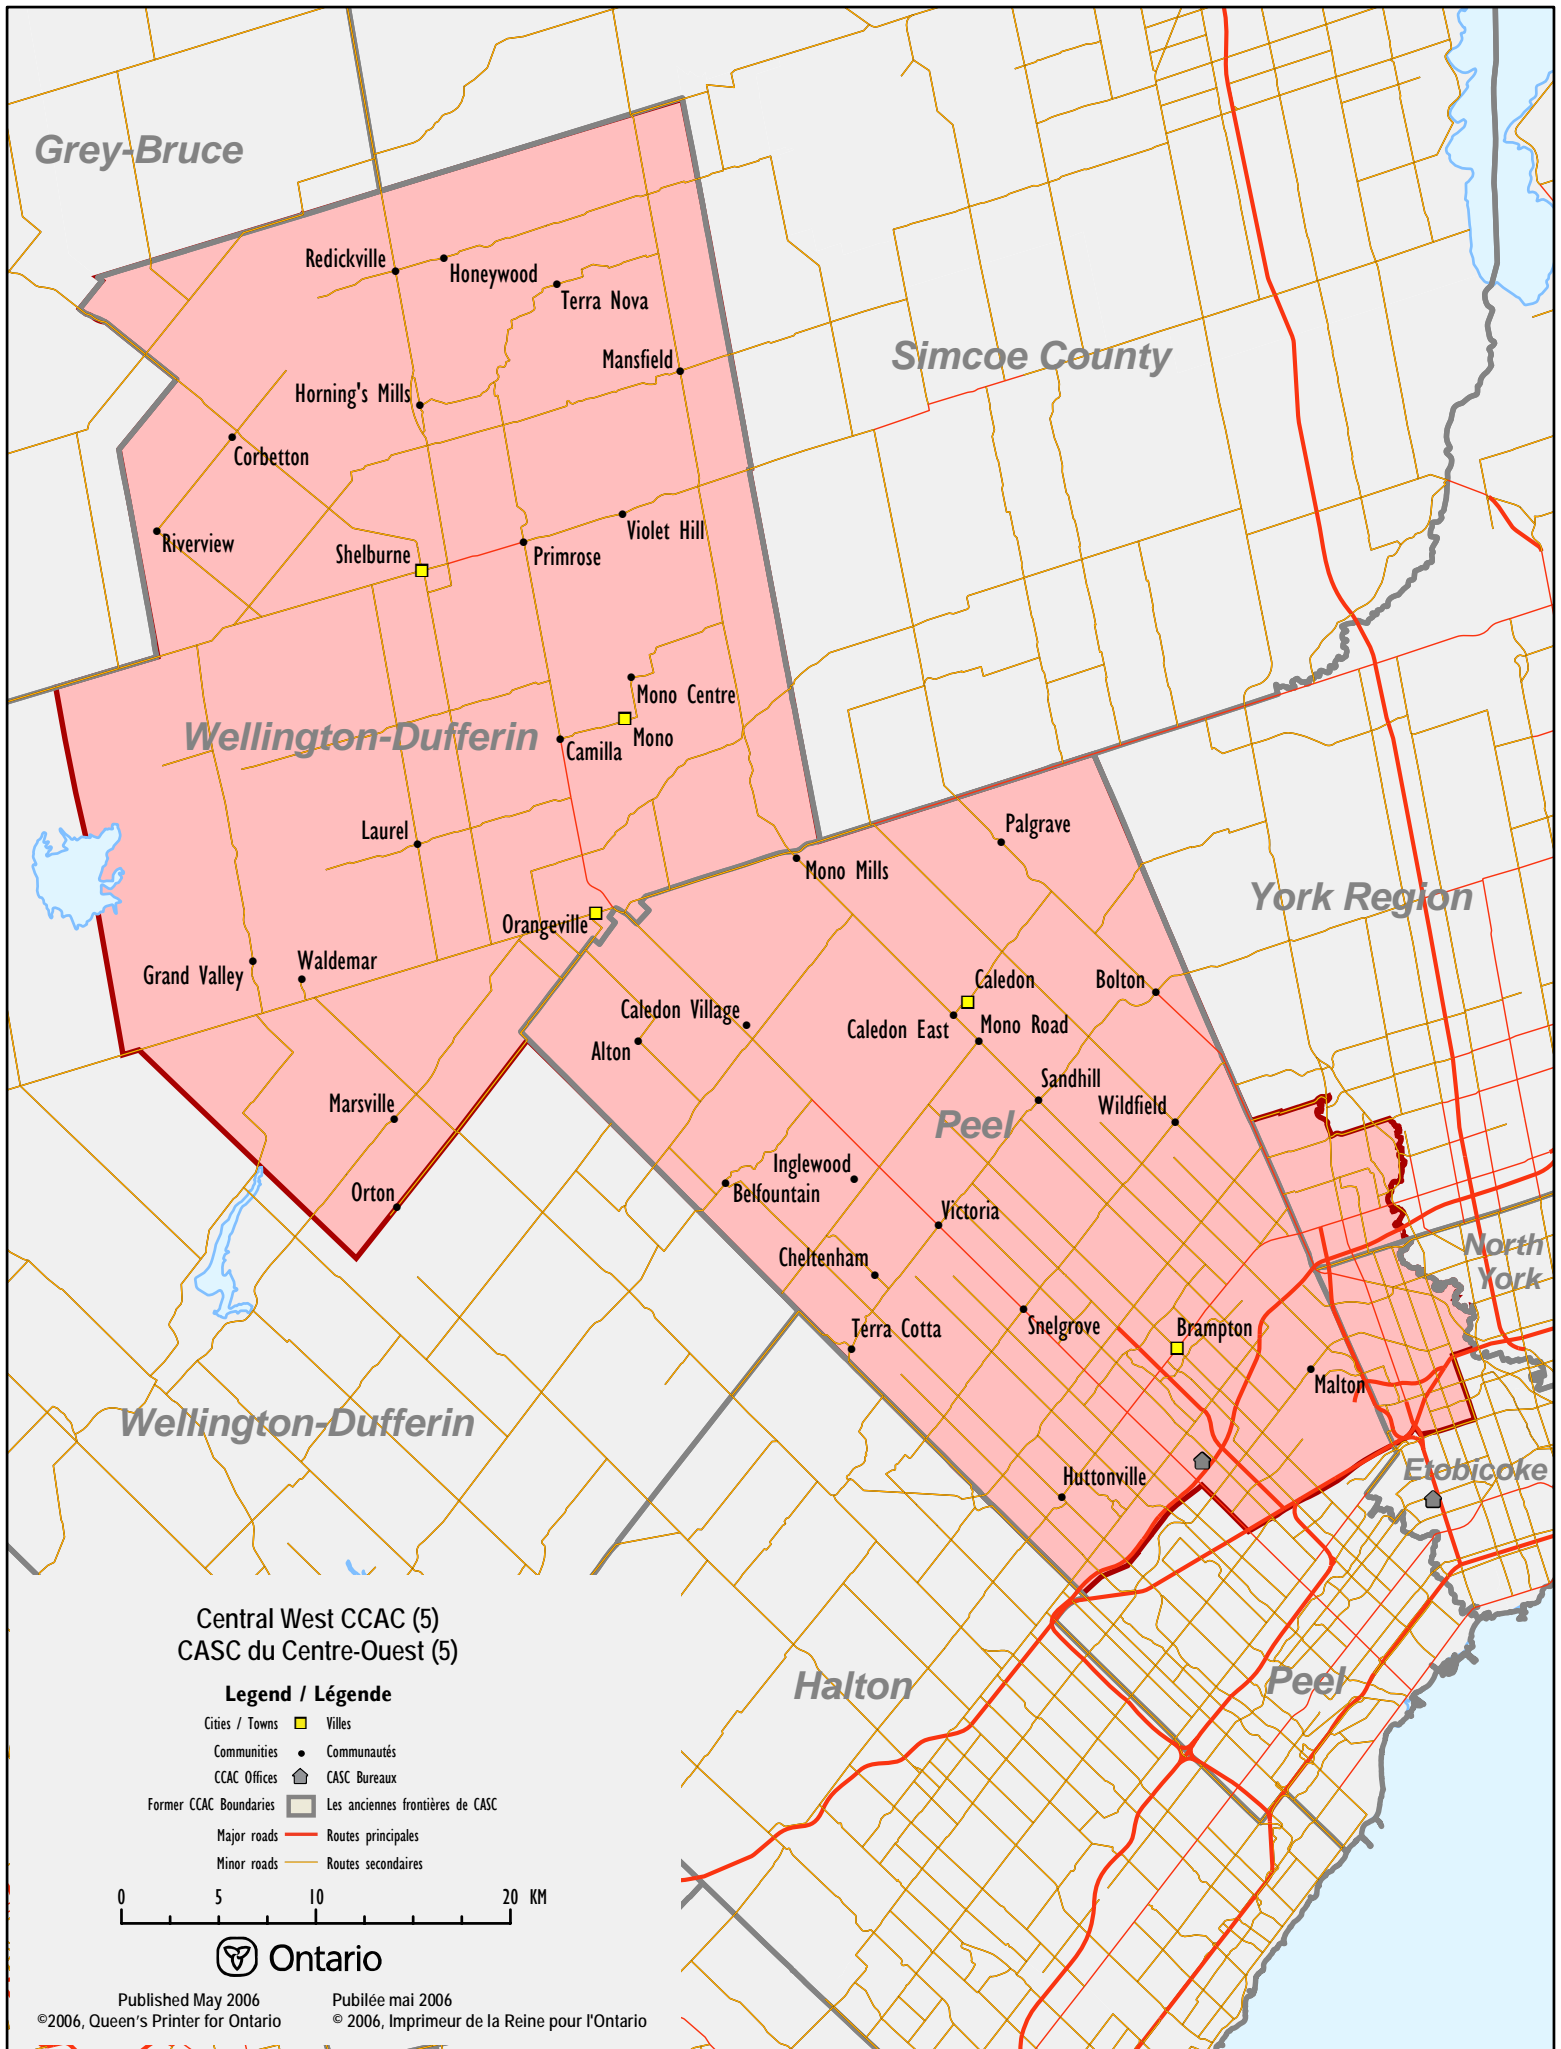 Grey-Bruce
Redickville
Honeywood
Terra Nova
Simcoe County
Mansfield
Horning's Mills
Corbetton
Riverview
Violet Hill
Shelburne
Primrose
Mono Centre
Wellington-Dufferin
Mono
Camilla
Laurel
Palgrave
Mono Mills
York Region
Orangeville
Grand Valley
Waldemar
Caledon
Bolton
Caledon Village
Caledon East
Mono Road
Alton
Sandhill
Marsville
Wildfield
Peel
Inglewood
Orton
Belfountain
Victoria
North
York
Cheltenham
Terra Cotta
Snelgrove
Brampton
Malton
Wellington-Dufferin
Huttonville
Etobicoke
Halton
Peel
Central West CCAC (5)
CASC du Centre-Ouest (5)
Legend / Légende
Cities / Towns Villes
Communities Communautés
CCAC Offices CASC Bureaux
Former CCAC Boundaries Les anciennes frontières de CASC
Major roads Routes principales
Minor roads Routes secondaires
0 5 10 20 KM
Ontario
Published May 2006 Pubilée mai 2006
©2006, Queen's Printer for Ontario © 2006, Imprimeur de la Reine pour l'Ontario